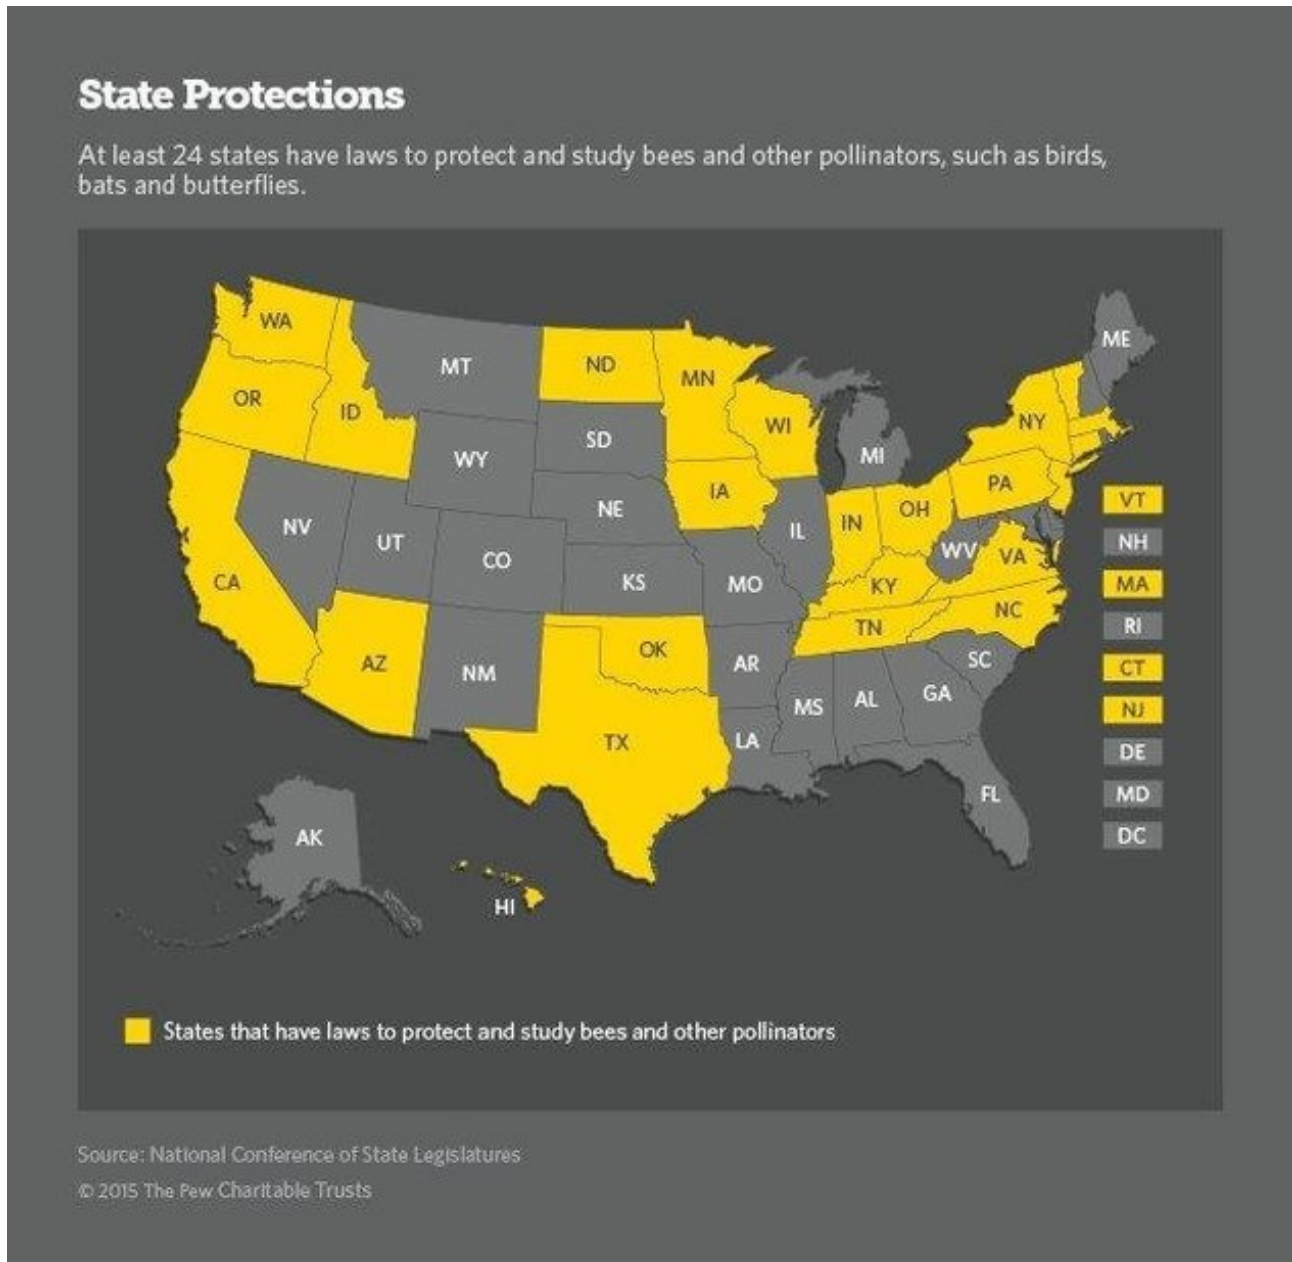 State Protections
At least 24 states have laws to protect and study bees and other pollinators, such as birds,
bats and butterflies.
WA
MT
ND
MN
ME
OR
ID
WY
SD
WI
MI
NY
NV
UT
CO
NE
IA
IL
IN
OH
PA
WV
VA
CA
KS
MO
KY
NC
AZ
NM
OK
AR
TN
SC
TX
LA
MS
AL
GA
FL
AK
HI
VT
NH
MA
RI
CT
NJ
DE
MD
DC
States that have laws to protect and study bees and other pollinators
Source: National Conference of State Legislatures
© 2015 The Pew Charitable Trusts